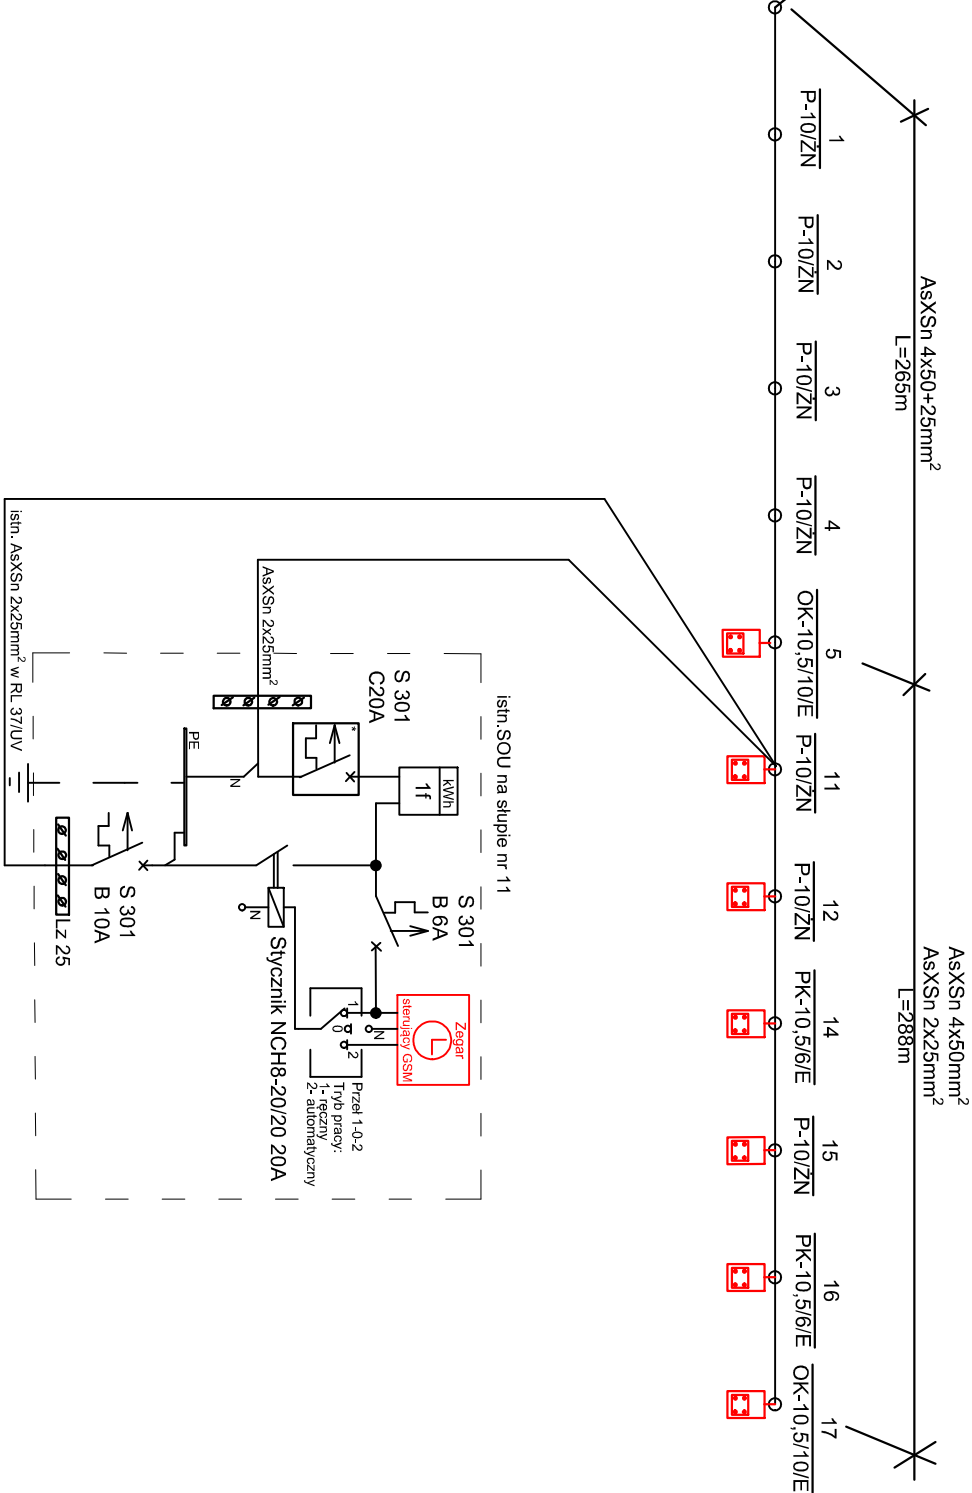 AsXSn 4x50+25mm²
L=265m
AsXSn 4x50mm²
AsXSn 2x25mm²
L=288m
1
P-10/ŻN
2
P-10/ŻN
3
P-10/ŻN
4
P-10/ŻN
5
OK-10,5/10/E
11
P-10/ŻN
12
P-10/ŻN
14
PK-10,5/6/E
15
P-10/ŻN
16
PK-10,5/6/E
17
OK-10,5/10/E
istn.SOU na słupie nr 11
kWh
1f
S 301
C20A
*
S 301
B 6A
Zegar
L
sterujący GSM
N
1
0
2
Przeł 1-0-2
Tryb pracy:
1- ręczny
2- automatyczny
AsXSn 2x25mm²
N
N
Stycznik NCH8-20/20 20A
PE
S 301
B 10A
Lz 25
istn. AsXSn 2x25mm² w RL 37/UV